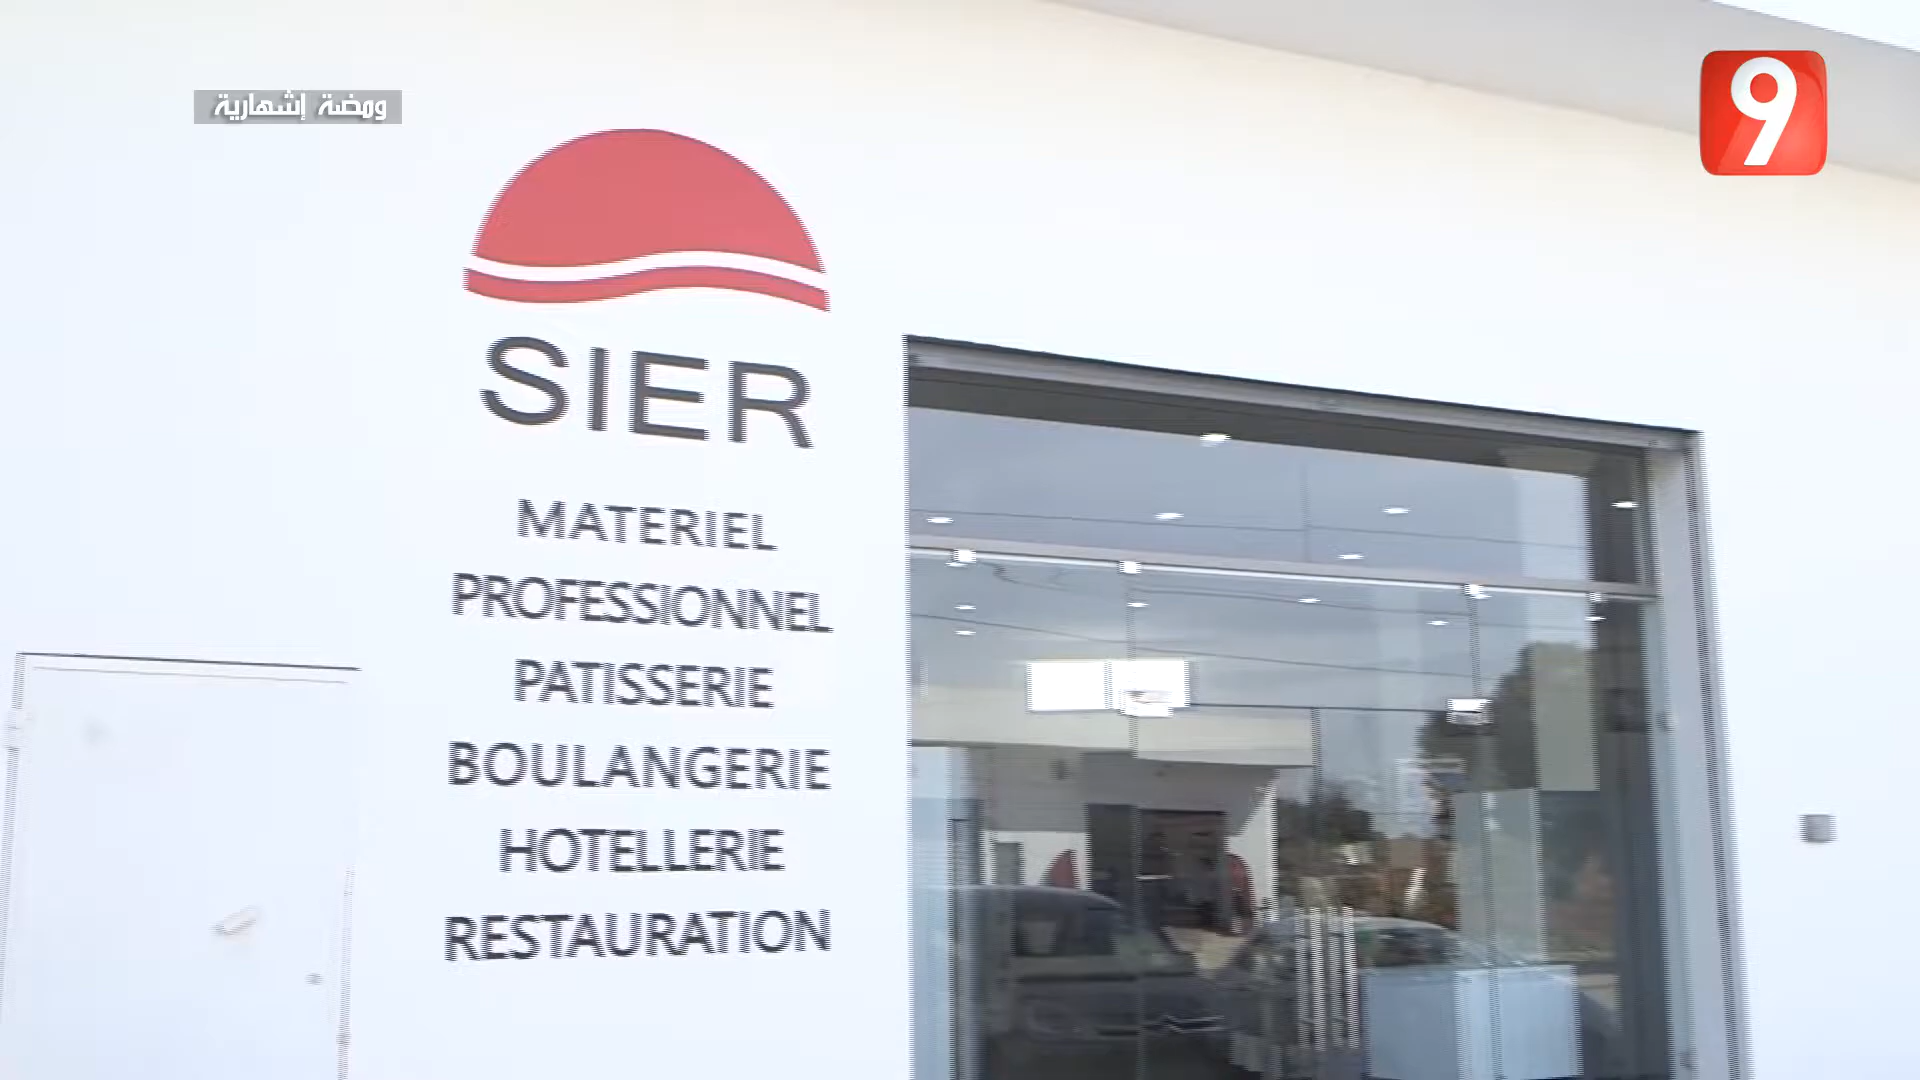 ومضة إشهارية
9
SIER
MATERIEL
PROFESSIONNEL
PATISSERIE
BOULANGERIE
HOTELLERIE
RESTAURATION